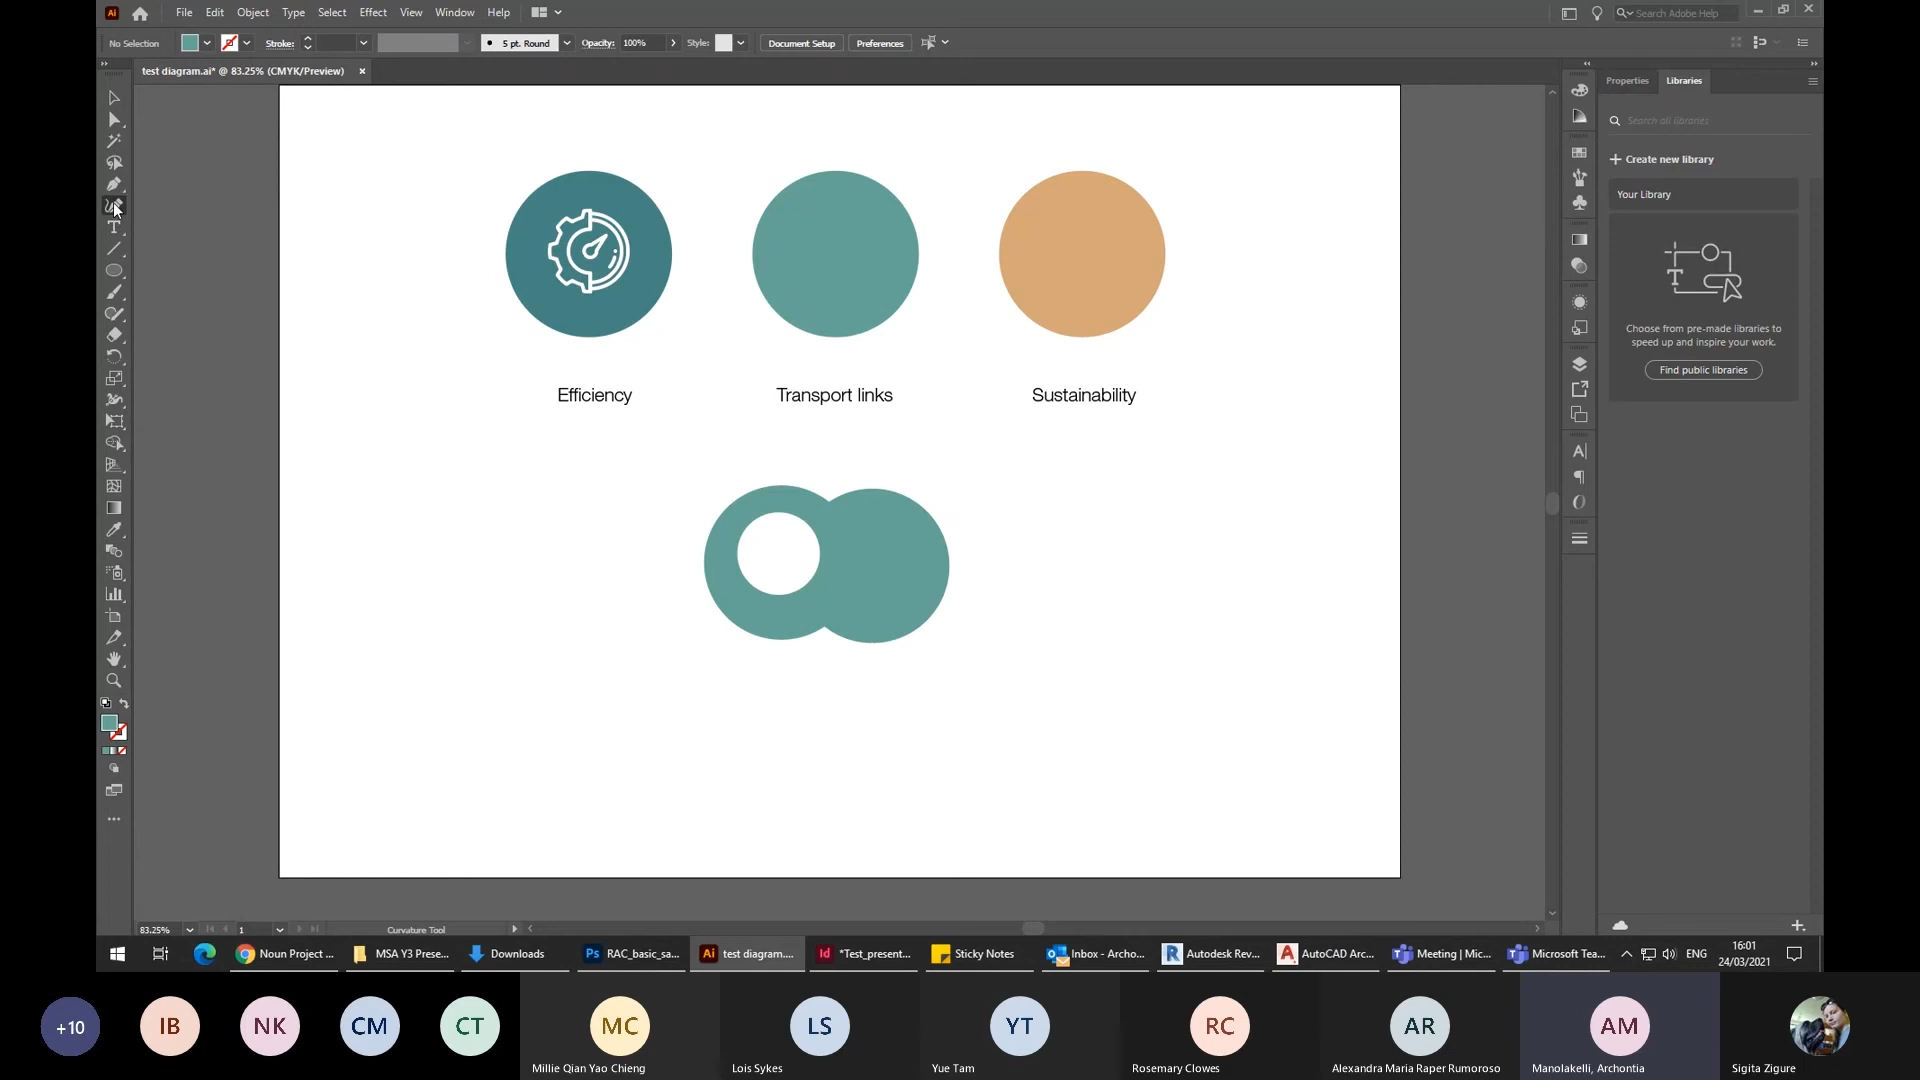 Ai File Edit Object Type Select Effect View Window Help Search Adobe Help
No Selection Stroke: 5 pt. Round Opacity: 100% Style: Document Setup Preferences
test diagram.ai* @ 83.25% (CMYK/Preview)
Properties Libraries
Search all libraries
Create new library
Your Library
Choose from pre-made libraries to
speed up and inspire your work.
Find public libraries
Efficiency Transport links Sustainability
83.25% 1 Curvature Tool
Noun Project ... MSA Y3 Prese... Downloads Ps RAC_basic_sa... Ai test diagram.... Id *Test_present... Sticky Notes Inbox - Archo... R Autodesk Rev... A AutoCAD Arc... Meeting | Mic... Microsoft Tea... ENG 16:01
24/03/2021
+10 IB NK CM CT MC LS YT RC AR AM
Millie Qian Yao Chieng Lois Sykes Yue Tam Rosemary Clowes Alexandra Maria Raper Rumoroso Manolakelli, Archontia Sigita Zigure